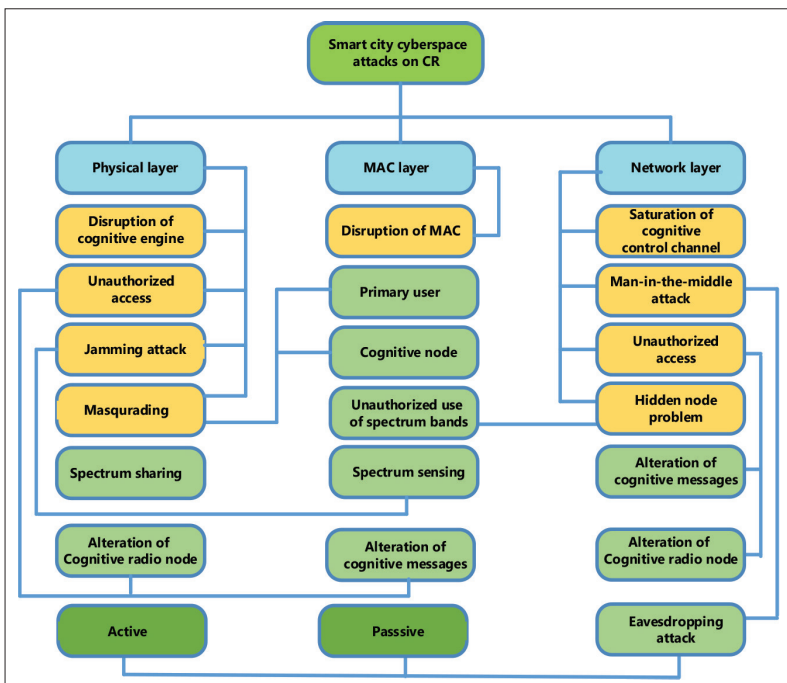 Smart city cyberspace
attacks on CR
Physical layer
MAC layer
Network layer
Disruption of
cognitive engine
Disruption of MAC
Saturation of
cognitive
control channel
Unauthorized
access
Primary user
Man-in-the-middle
attack
Jamming attack
Cognitive node
Unauthorized
access
Masqurading
Unauthorized use
of spectrum bands
Hidden node
problem
Spectrum sharing
Spectrum sensing
Alteration of
cognitive messages
Alteration of
Cognitive radio node
Alteration of
cognitive messages
Alteration of
Cognitive radio node
Active
Passsive
Eavesdropping
attack